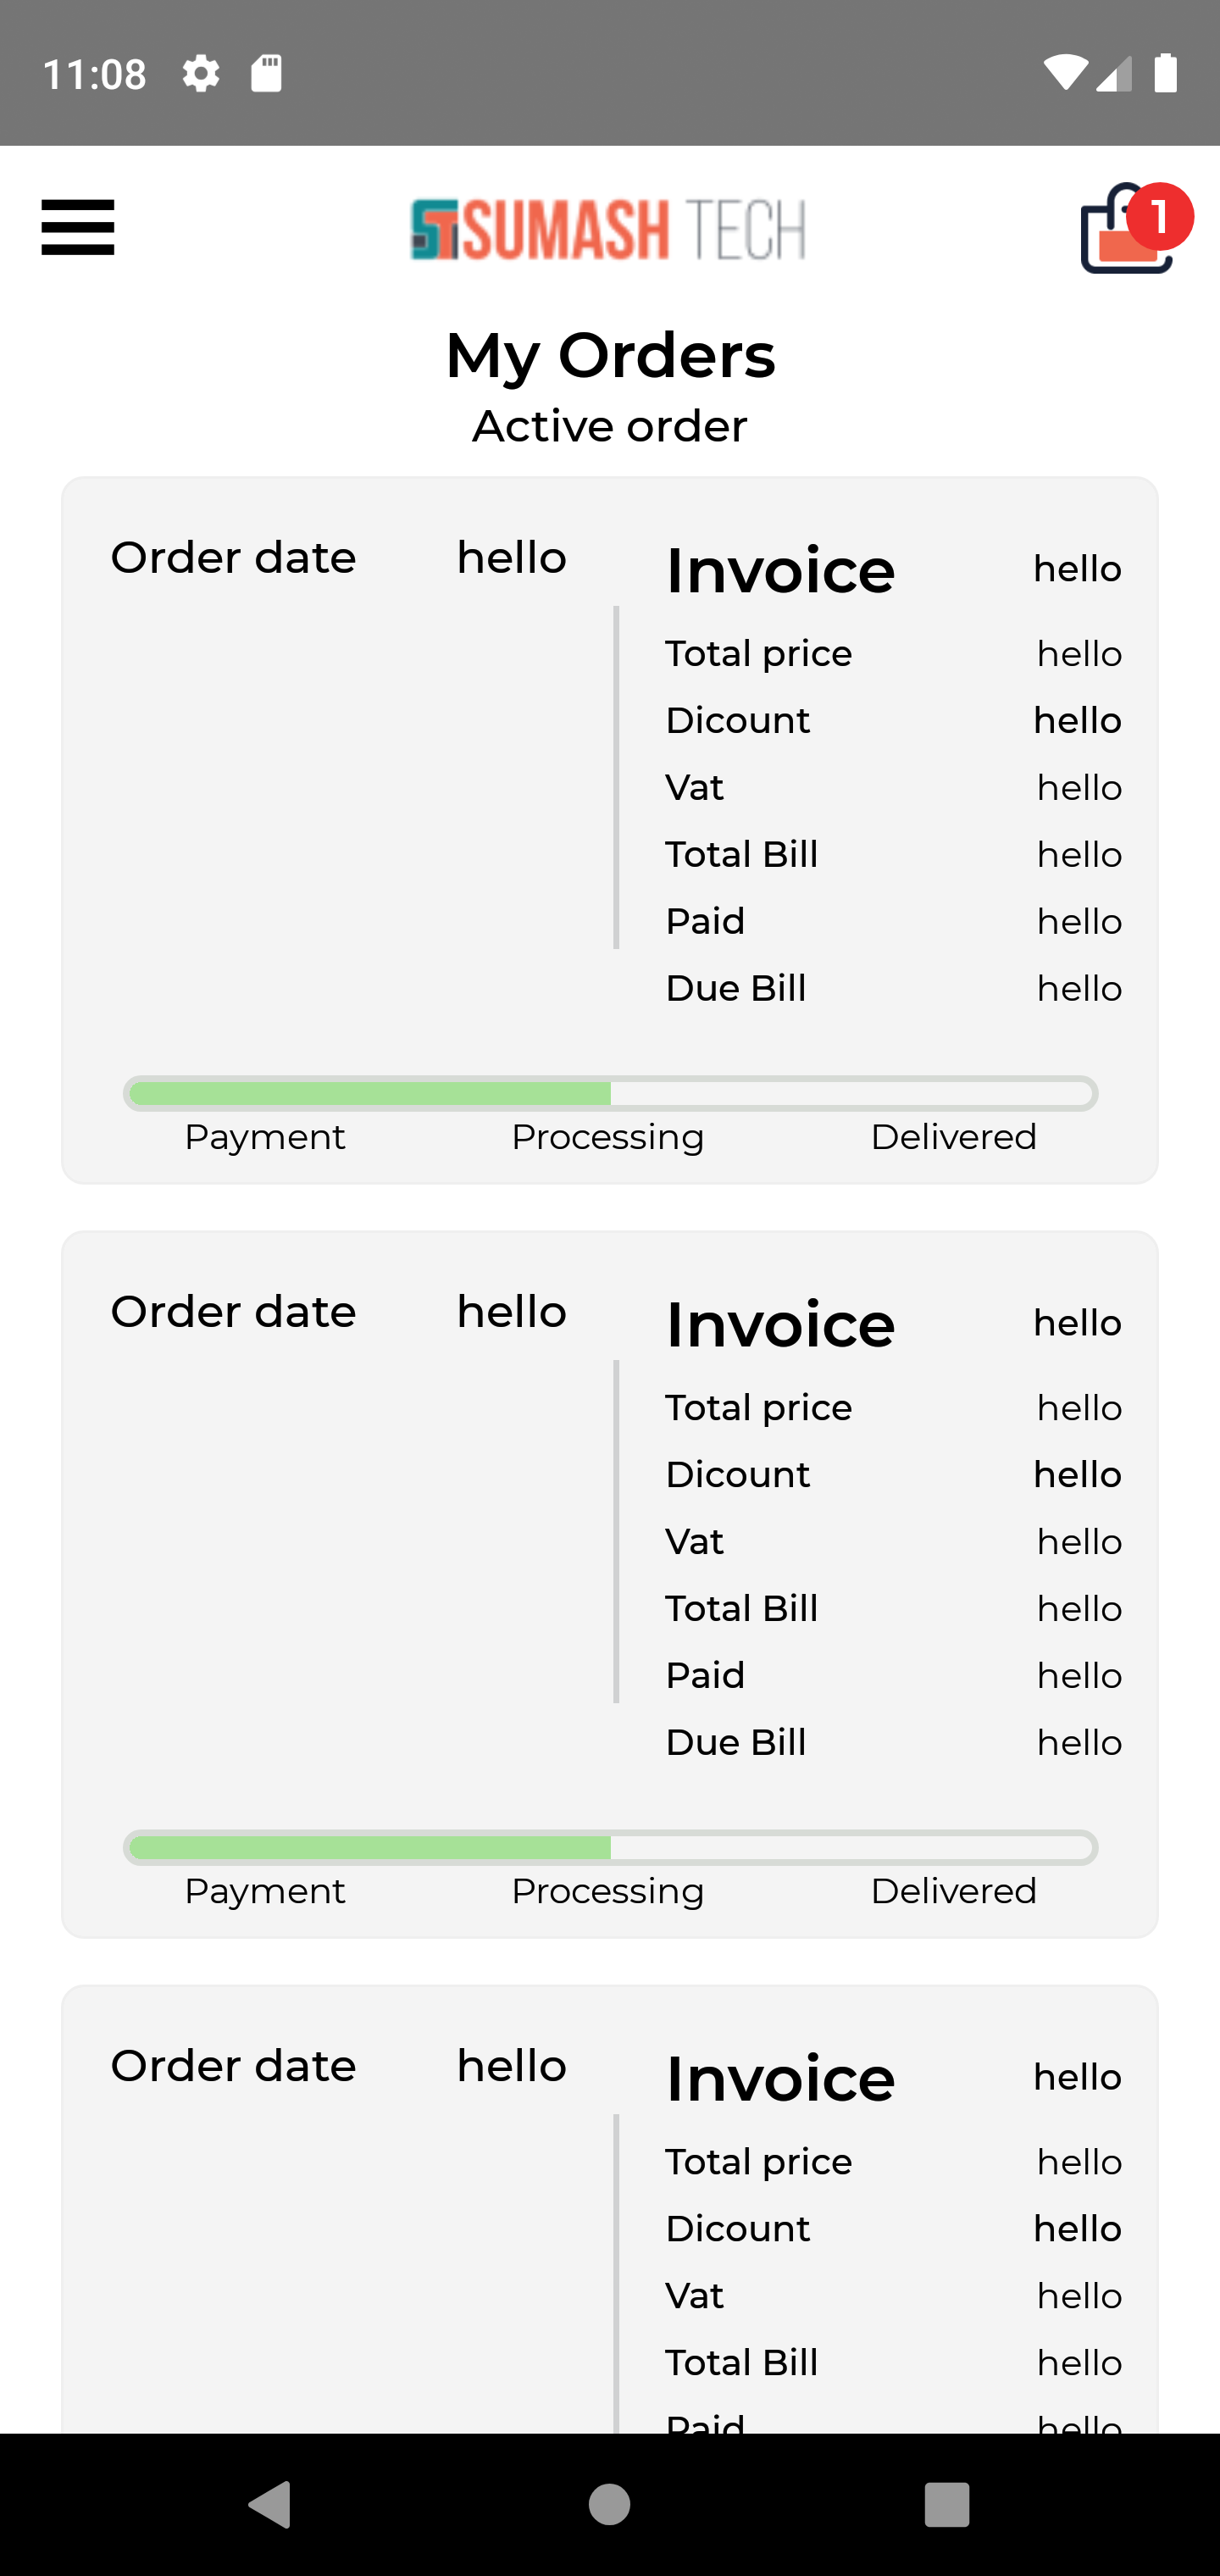 11:08
ST SUMASH TECH
1
My Orders
Active order
Order date hello
Invoice hello
Total price hello
Dicount hello
Vat hello
Total Bill hello
Paid hello
Due Bill hello
Payment Processing Delivered
Order date hello
Invoice hello
Total price hello
Dicount hello
Vat hello
Total Bill hello
Paid hello
Due Bill hello
Payment Processing Delivered
Order date hello
Invoice hello
Total price hello
Dicount hello
Vat hello
Total Bill hello
Paid hello